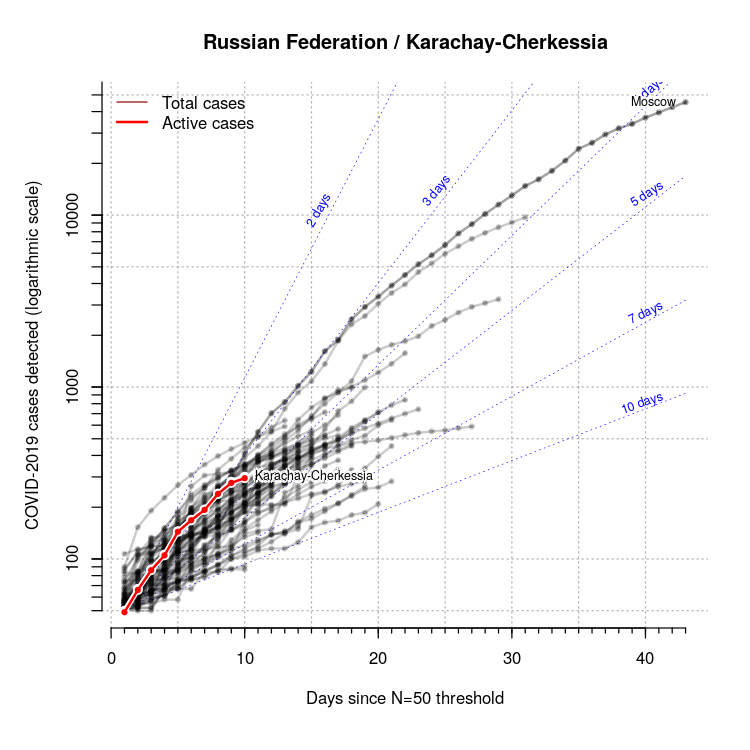 Russian Federation / Karachay-Cherkessia
Total cases
Active cases
2 days
3 days
days
Moscow
5 days
7 days
10 days
Karachay-Cherkessia
COVID-2019 cases detected (logarithmic scale)
10000
1000
100
0 10 20 30 40
Days since N=50 threshold